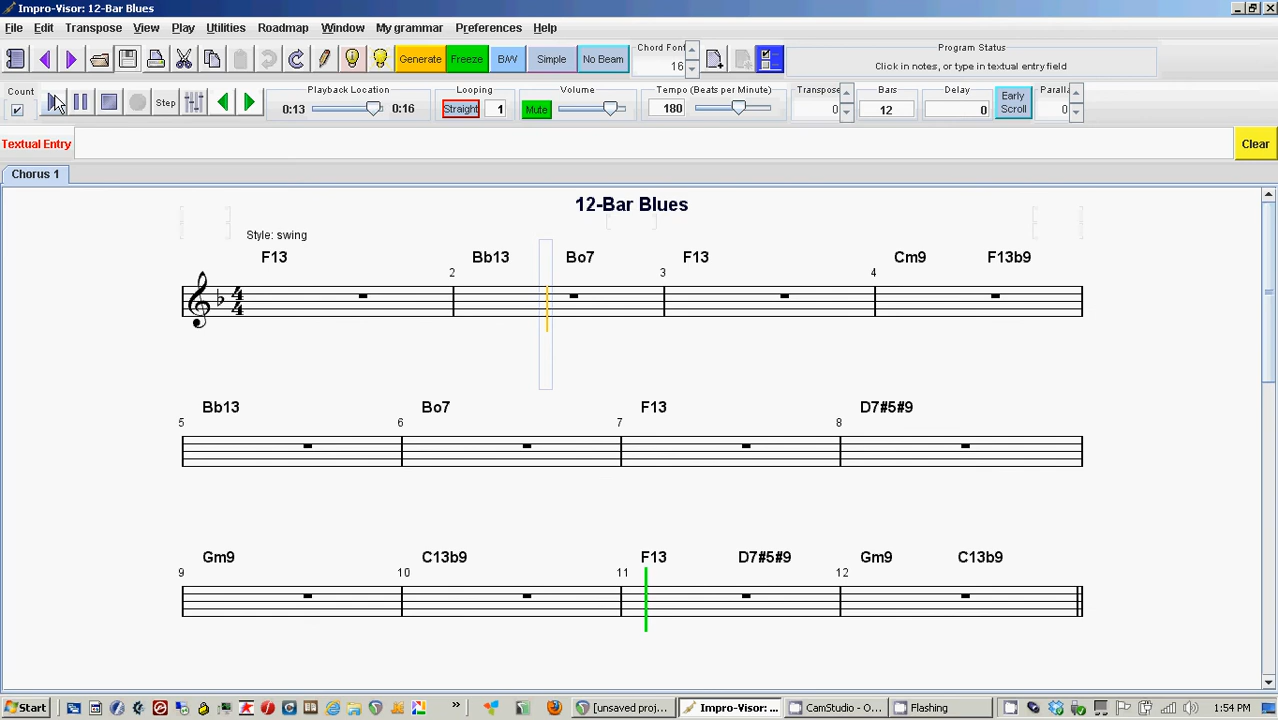 Impro-Visor: 12-Bar Blues
File Edit Transpose View Play Utilities Roadmap Window My grammar Preferences Help
Generate Freeze B/W Simple No Beam Chord Font 16 Program Status
Click in notes, or type in textual entry field
Count Step Playback Location 0:13 0:16 Looping Straight 1 Volume Mute Tempo (Beats per Minute) 180 Transpose 0 Bars 12 Delay 0 Early Scroll Paralla 0
Textual Entry Clear
Chorus 1
12-Bar Blues
Style: swing
F13 Bb13 Bo7 F13 Cm9 F13b9
2 3 4
4
4
Bb13 Bo7 F13 D7#5#9
5 6 7 8
Gm9 C13b9 F13 D7#5#9 Gm9 C13b9
9 10 11 12
Start » [unsaved proj... Impro-Visor: ... CamStudio - O... Flashing 1:54 PM